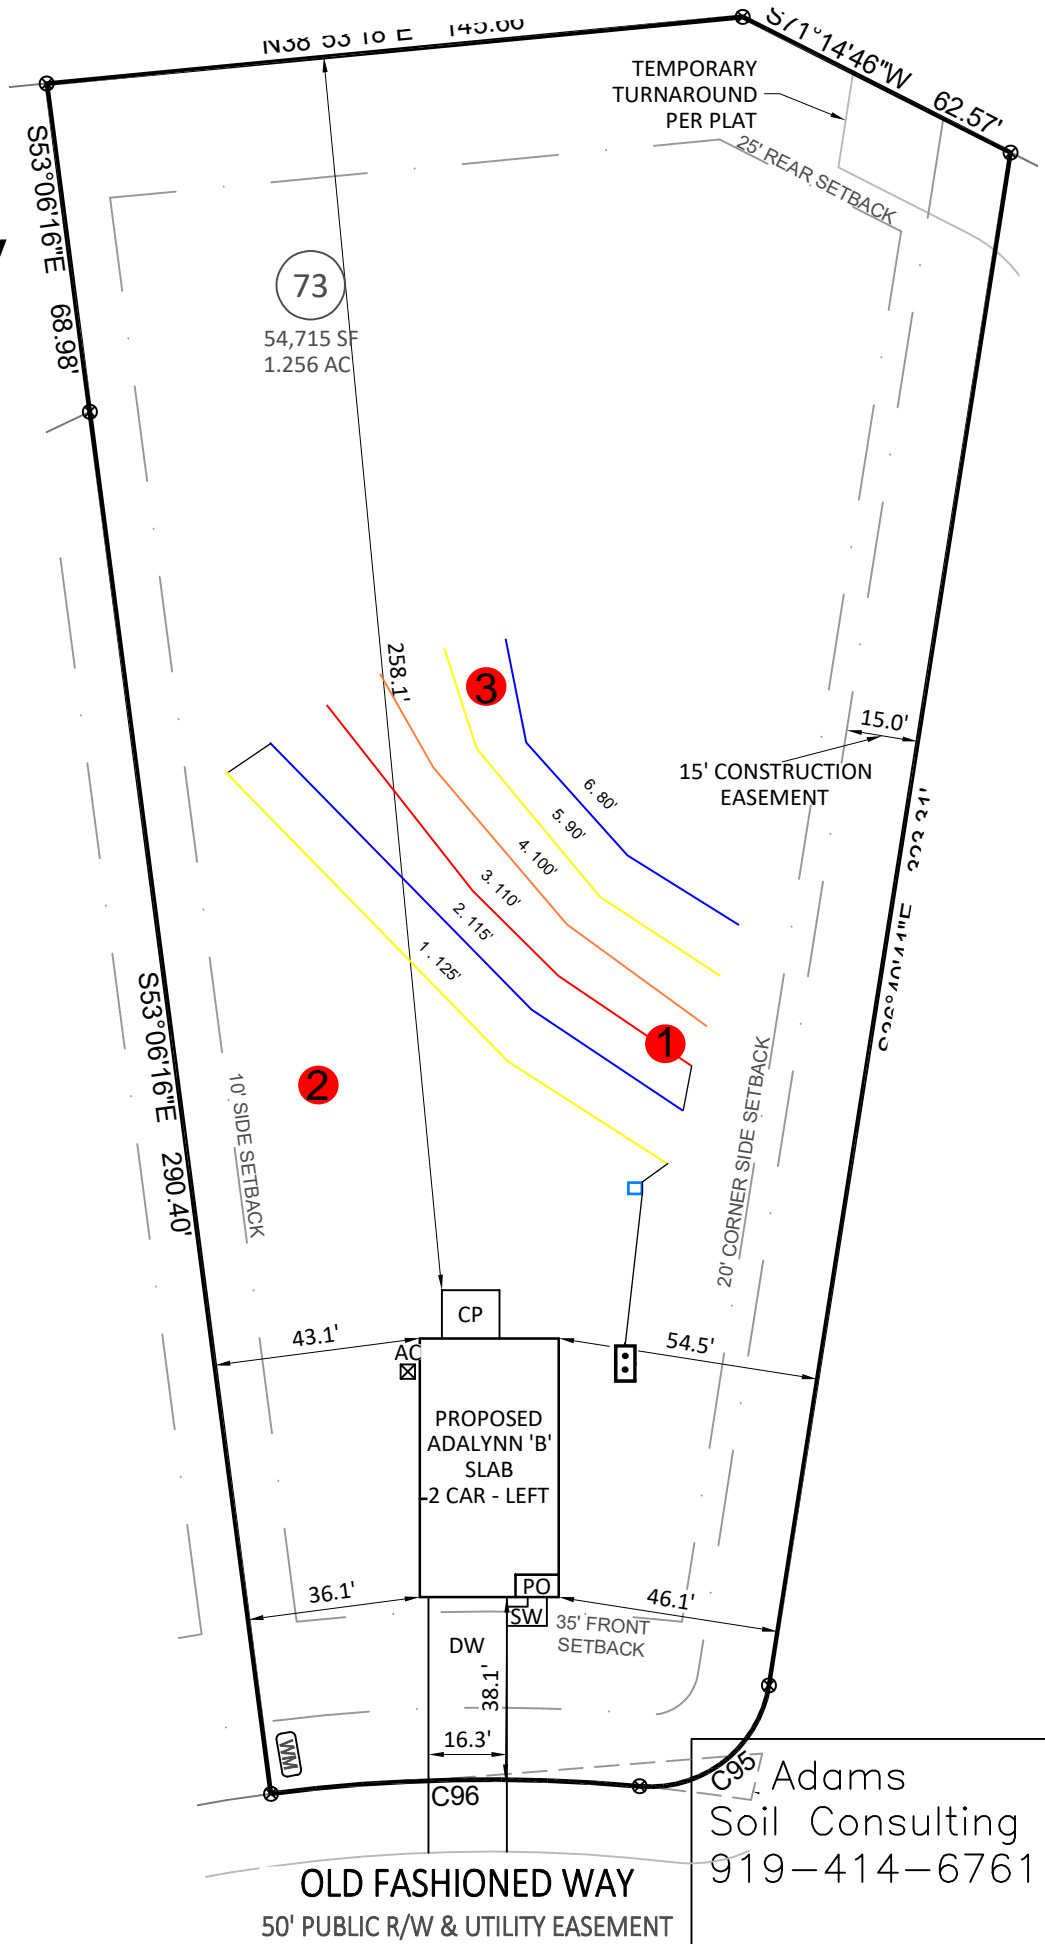 S71°14'46"W 62.57'
TEMPORARY
TURNAROUND
PER PLAT
25' REAR SETBACK
S53°06'16"E 68.98'
73
54,715 SF
1.256 AC
258.1'
3
15.0'
15' CONSTRUCTION
EASEMENT
6. 80'
5. 90'
4. 100'
3. 110'
2. 115'
1. 125'
1
2
S53°06'16"E 290.40'
10' SIDE SETBACK
20' CORNER SIDE SETBACK
CP
43.1'
54.5'
AC
PROPOSED
ADALYNN 'B'
SLAB
2 CAR - LEFT
PO
36.1'
46.1'
SW
35' FRONT
SETBACK
DW
38.1'
16.3'
WM
C96
C95
Adams
Soil Consulting
919-414-6761
OLD FASHIONED WAY
50' PUBLIC R/W & UTILITY EASEMENT